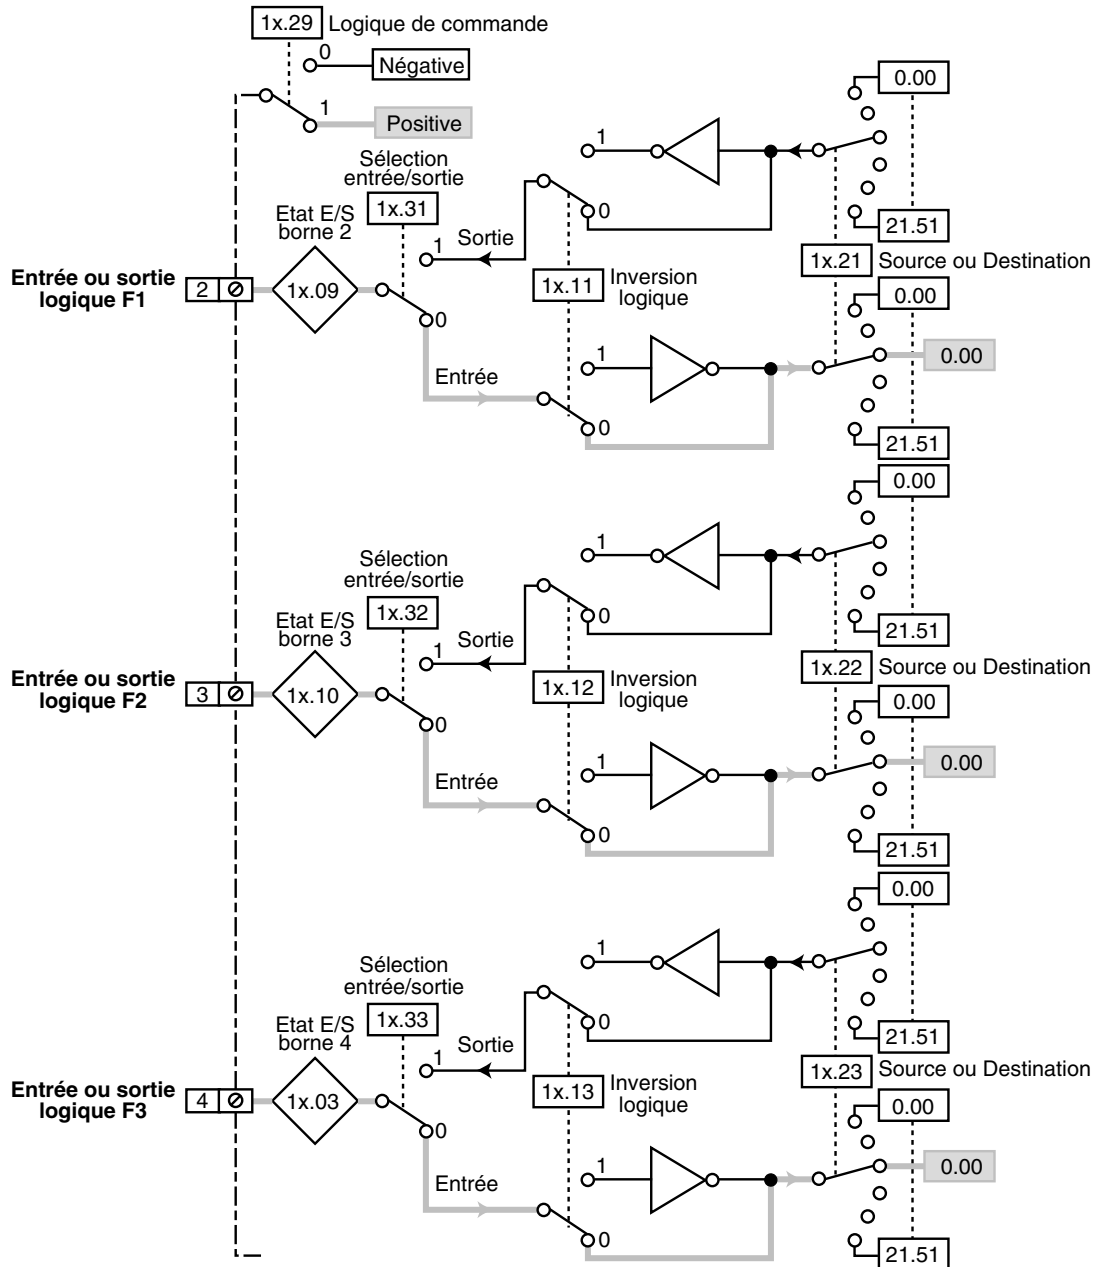 1x.29 Logique de commande
0 Négative
1 Positive
0.00
1
0
21.51
Sélection
entrée/sortie
1x.31
Etat E/S
borne 2
1 Sortie
Entrée ou sortie
logique F1
2
1x.09
0
1x.11
Inversion
logique
1x.21 Source ou Destination
0.00
1
0.00
Entrée
0
21.51
0.00
1
0
21.51
Sélection
entrée/sortie
1x.32
Etat E/S
borne 3
1 Sortie
Entrée ou sortie
logique F2
3
1x.10
0
1x.12
Inversion
logique
1x.22 Source ou Destination
0.00
1
0.00
Entrée
0
21.51
0.00
1
0
21.51
Sélection
entrée/sortie
1x.33
Etat E/S
borne 4
1 Sortie
Entrée ou sortie
logique F3
4
1x.03
0
1x.13
Inversion
logique
1x.23 Source ou Destination
0.00
1
0.00
Entrée
0
21.51